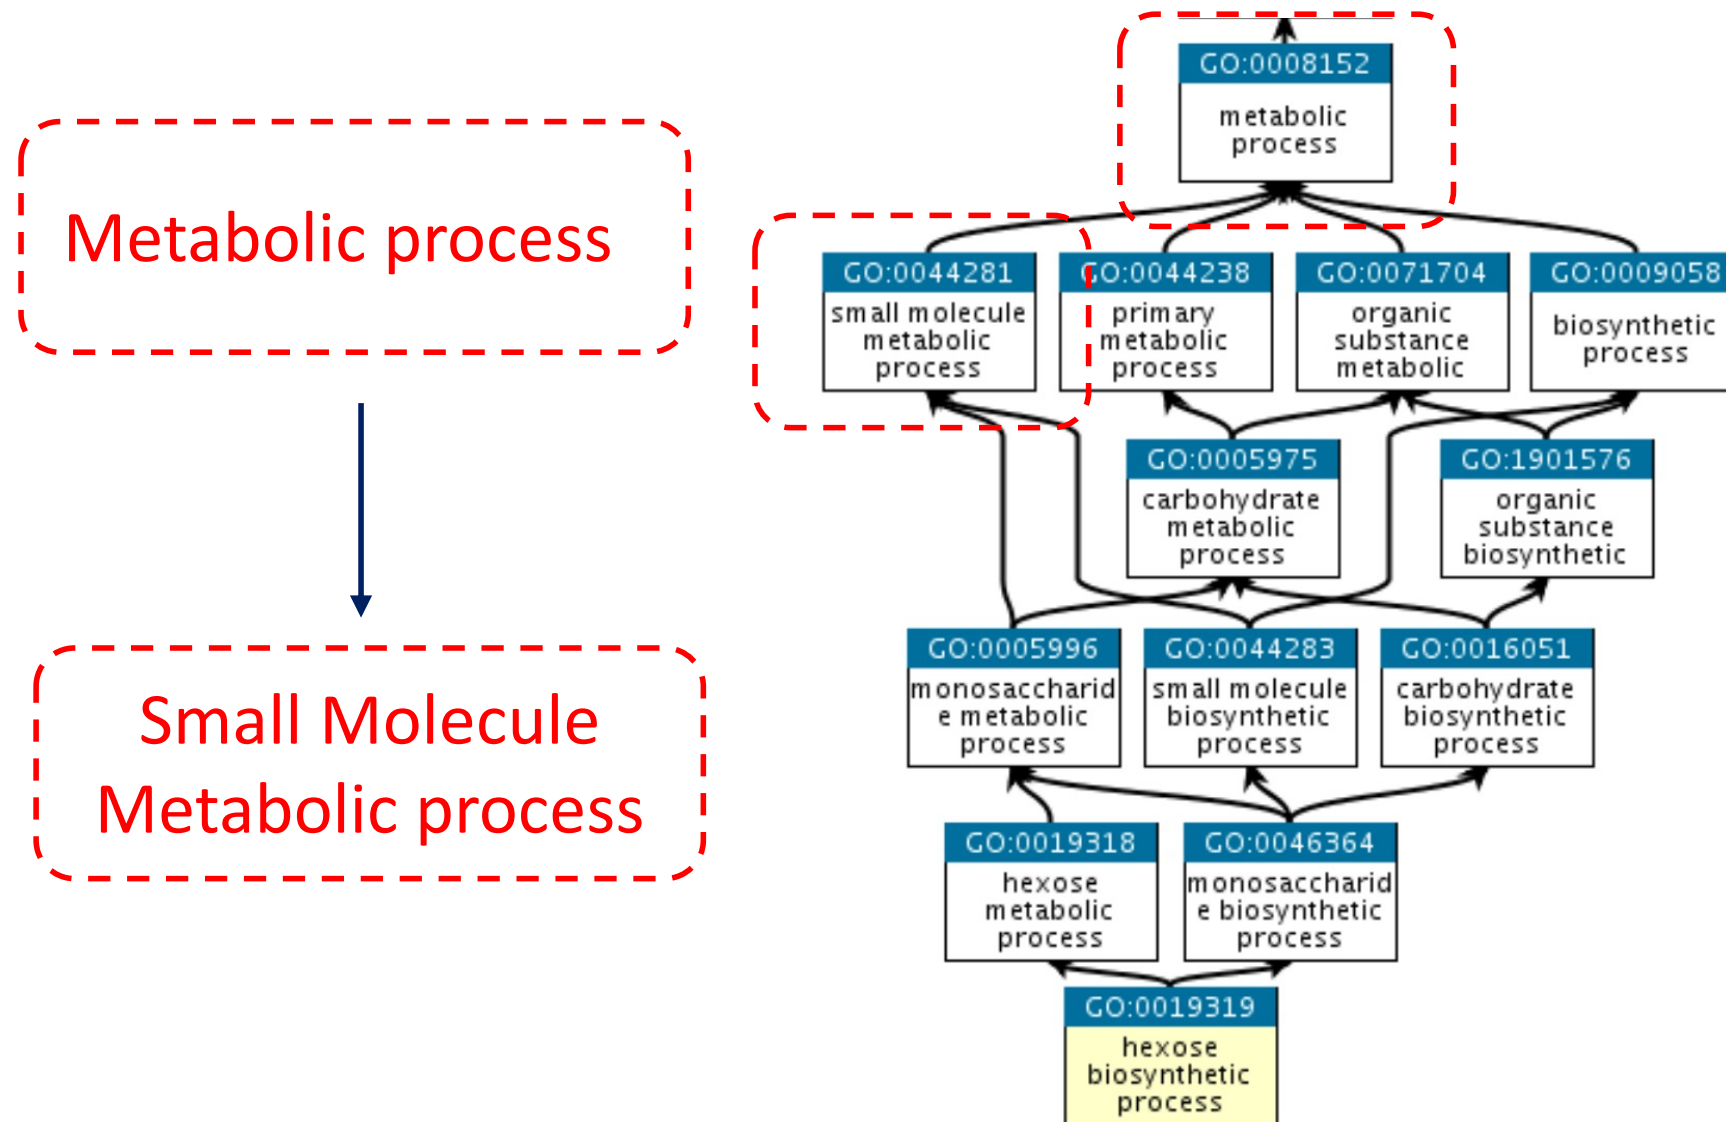 Metabolic process
Small Molecule
Metabolic process
GO:0008152
metabolic
process
GO:0044281
small molecule
metabolic
process
GO:0044238
primary
metabolic
process
GO:0071704
organic
substance
metabolic
GO:0009058
biosynthetic
process
GO:0005975
carbohydrate
metabolic
process
GO:1901576
organic
substance
biosynthetic
GO:0005996
monosaccharid
e metabolic
process
GO:0044283
small molecule
biosynthetic
process
GO:0016051
carbohydrate
biosynthetic
process
GO:0019318
hexose
metabolic
process
GO:0046364
monosaccharid
e biosynthetic
process
GO:0019319
hexose
biosynthetic
process